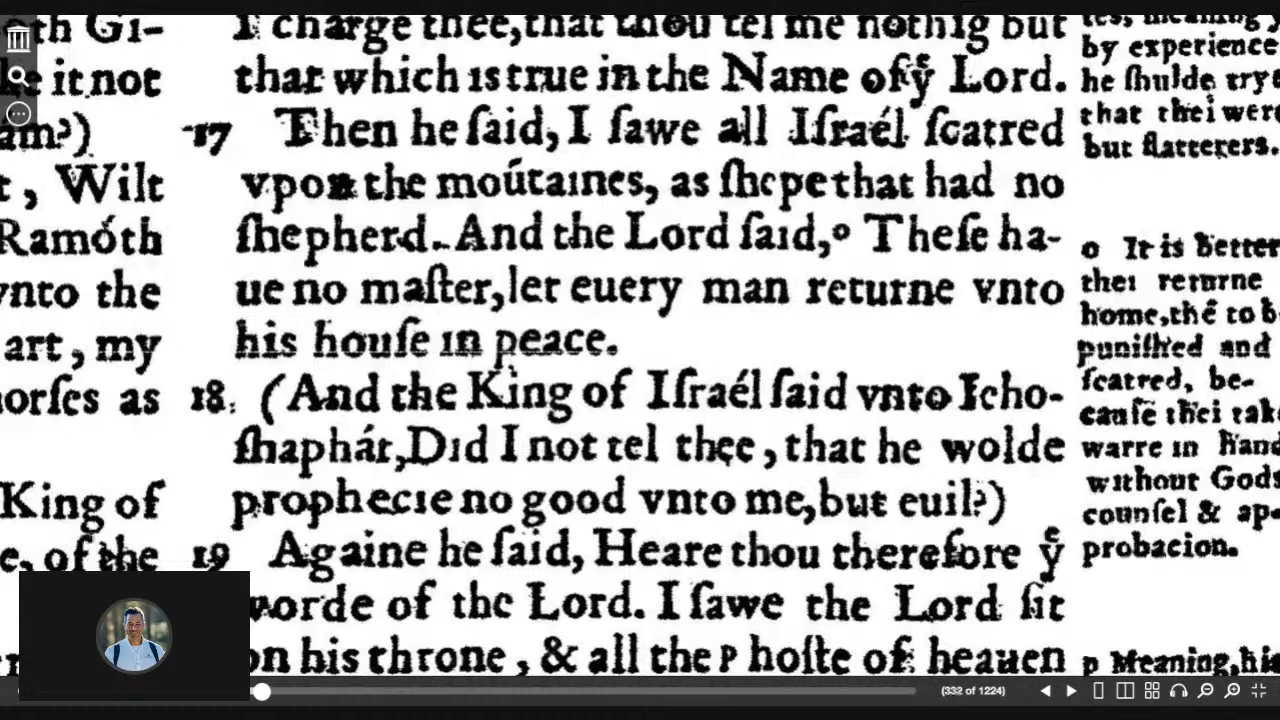 th Gi-
it not
am?)
t, Wilt
Ramóth
vnto the
art, my
horſes as
King of
e, of the
I charge thee, that thou tel me nothig but
that which is true in the Name of yͤ Lord.
17 Then he ſaid, I ſawe all Iſraél ſcatred
vpon the moútaines, as ſhepe that had no
ſhepherd. And the Lord ſaid, o Theſe ha-
ue no maſter, let euery man returne vnto
his houſe in peace.
18. (And the King of Iſraél ſaid vnto Ieho-
ſhaphát, Did I not tel thee, that he wolde
prophecie no good vnto me, but euil?)
19 Againe he ſaid, Heare thou therefore yͤ
worde of the Lord. I ſawe the Lord ſit
on his throne, & all the p hoſte of heauen
by experience
he ſhulde trye
that thei were
but flatterers.
o It is better
thei returne
home, thē to b
puniſhed and
ſcatred, be-
cauſe thei tak
warre in hand
without Gods
counſel & ap-
probacion.
p Meaning, his
(332 of 1224)